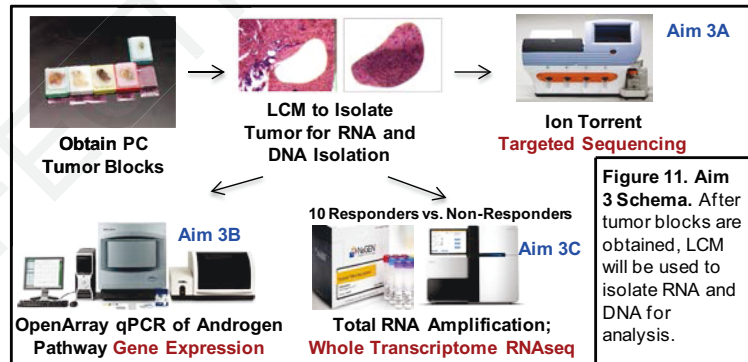 Aim 3A
Obtain PC
Tumor Blocks
LCM to Isolate
Tumor for RNA and
DNA Isolation
Ion Torrent
Targeted Sequencing
Aim 3B
OpenArray qPCR of Androgen
Pathway Gene Expression
10 Responders vs. Non-Responders
NuGEN
Aim 3C
Total RNA Amplification;
Whole Transcriptome RNAseq
Figure 11. Aim
3 Schema. After
tumor blocks are
obtained, LCM
will be used to
isolate RNA and
DNA for
analysis.